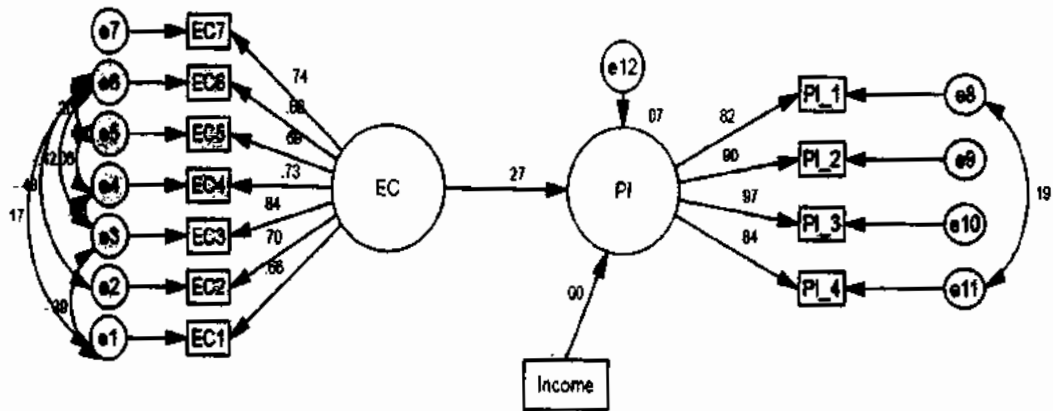 e7 EC7
e6 EC6
e5 EC5
e4 EC4
e3 EC3
e2 EC2
e1 EC1
17
74
.68
69
.73
84
70
.66
EC
27
e12
07
PI
00
Income
82
90
97
84
PI_1 e8
PI_2 e9
PI_3 e10
PI_4 e11
19